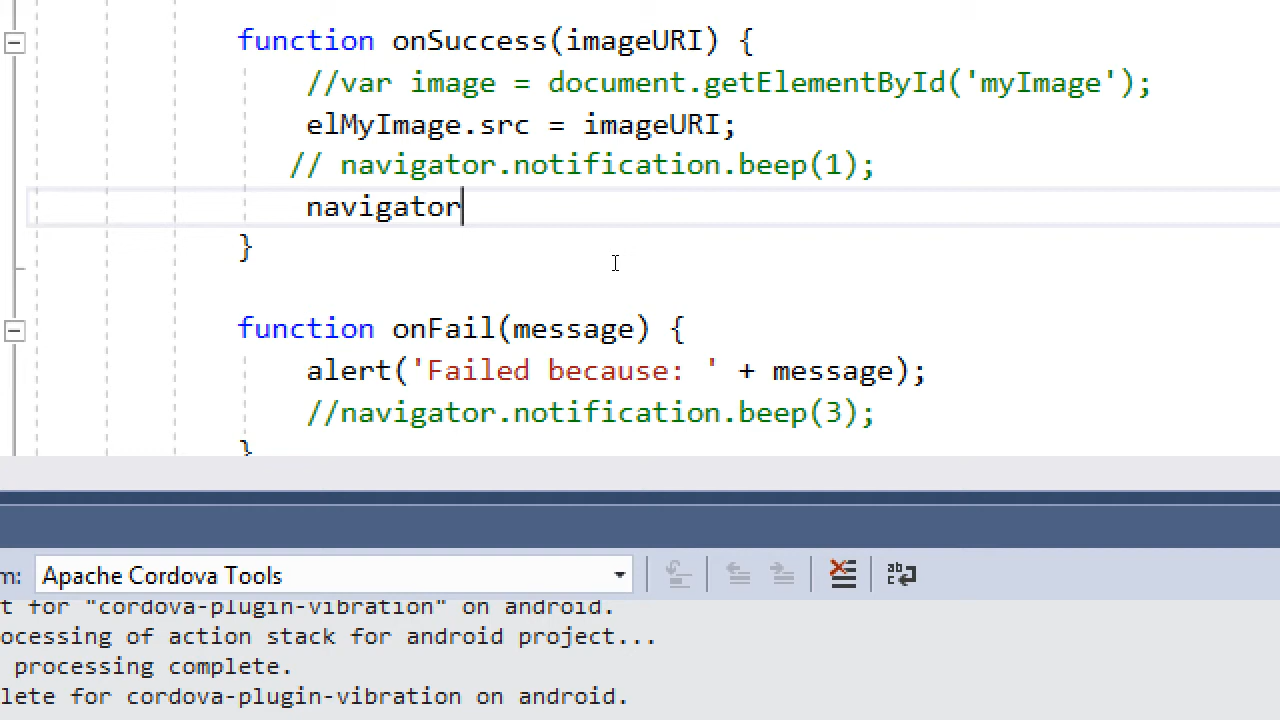 function onSuccess(imageURI) {
//var image = document.getElementById('myImage');
elMyImage.src = imageURI;
// navigator.notification.beep(1);
navigator
}
function onFail(message) {
alert('Failed because: ' + message);
//navigator.notification.beep(3);
}
m: Apache Cordova Tools
t for "cordova-plugin-vibration" on android.
ocessing of action stack for android project...
processing complete.
lete for cordova-plugin-vibration on android.